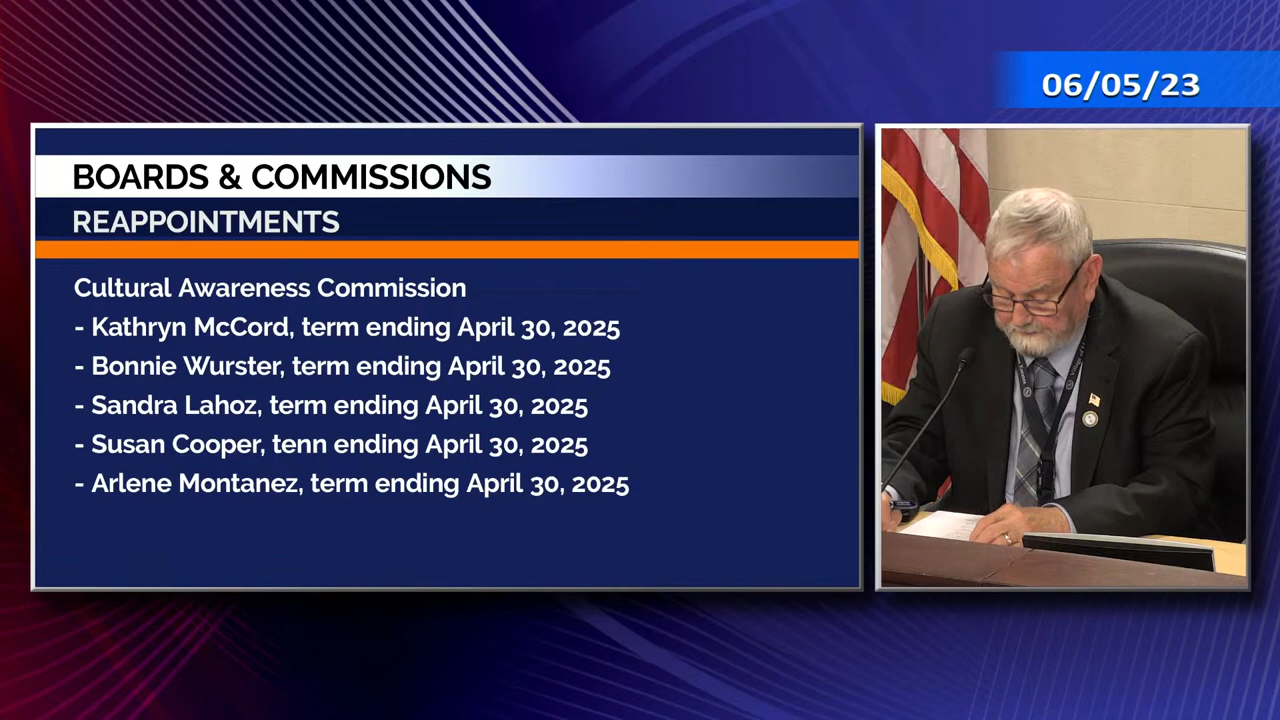 06/05/23
BOARDS & COMMISSIONS
REAPPOINTMENTS
Cultural Awareness Commission
- Kathryn McCord, term ending April 30, 2025
- Bonnie Wurster, term ending April 30, 2025
- Sandra Lahoz, term ending April 30, 2025
- Susan Cooper, tenn ending April 30, 2025
- Arlene Montanez, term ending April 30, 2025